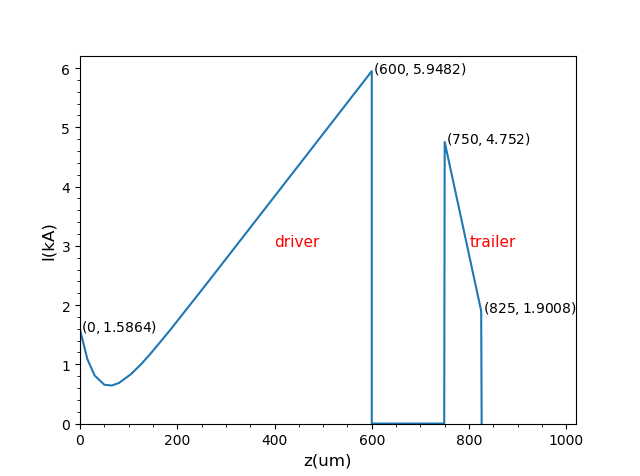 (600, 5.9482)
(750, 4.752)
driver
trailer
(825, 1.9008)
(0, 1.5864)
I(kA)
6
5
4
3
2
1
0
0 200 400 600 800 1000
z(um)